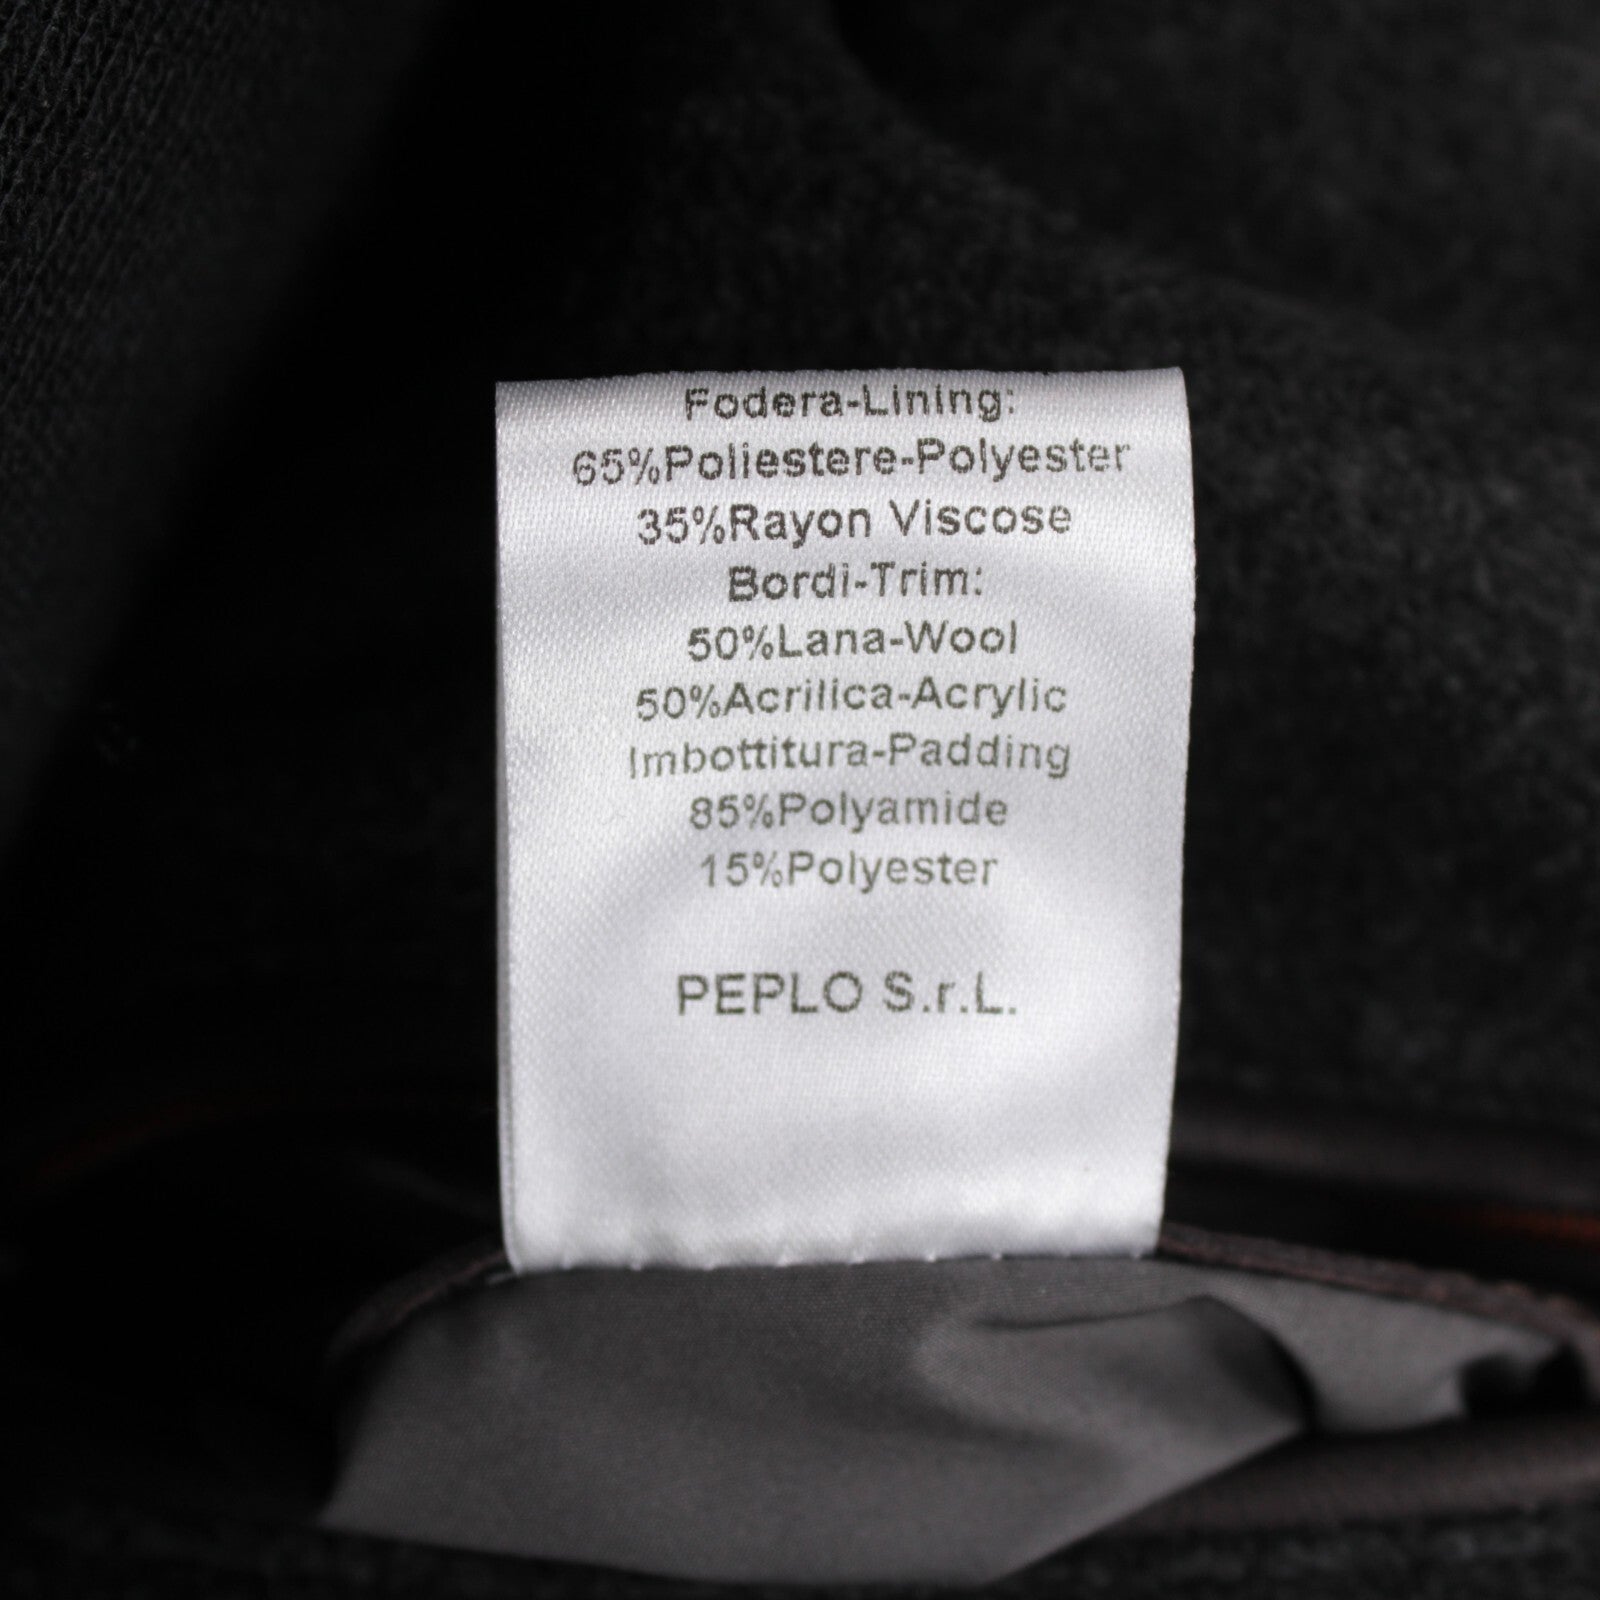 Fodera-Lining:
65%Poliestere-Polyester
35%Rayon Viscose
Bordi-Trim:
50%Lana-Wool
50%Acrilica-Acrylic
Imbottitura-Padding
85%Polyamide
15%Polyester
PEPLO S.r.L.